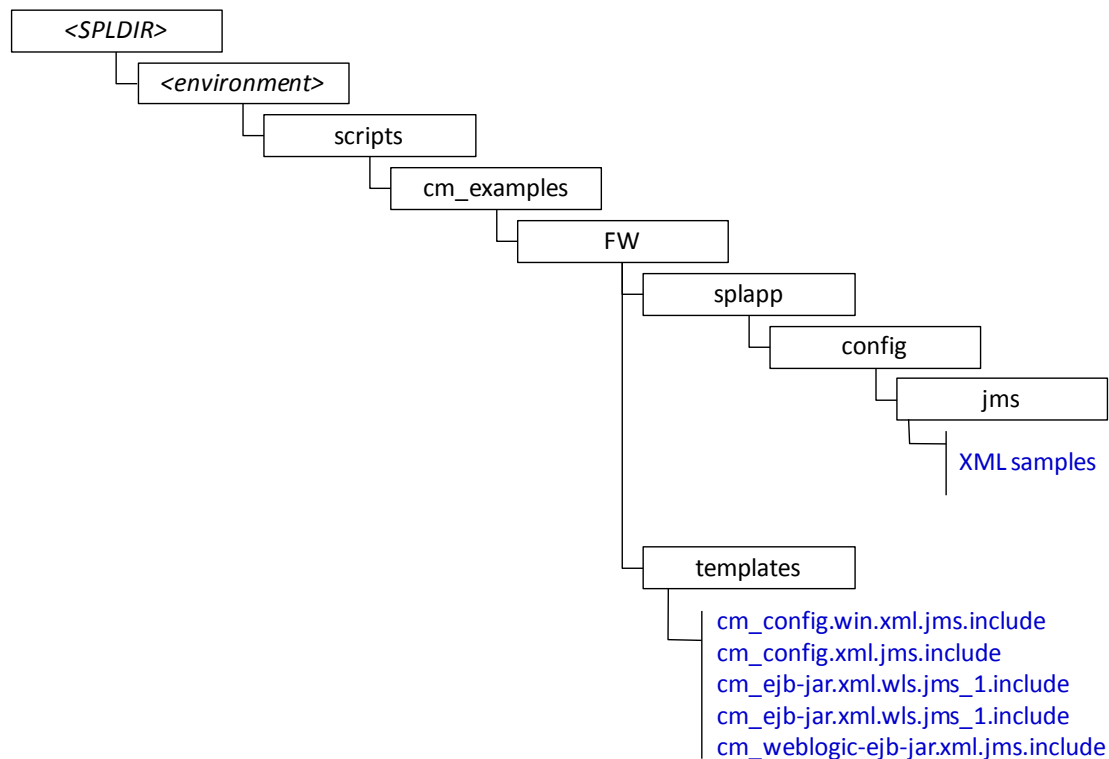 <SPLDIR>
<environment>
scripts
cm_examples
FW
splapp
config
jms
XML samples
templates
cm_config.win.xml.jms.include
cm_config.xml.jms.include
cm_ejb-jar.xml.wls.jms_1.include
cm_ejb-jar.xml.wls.jms_1.include
cm_weblogic-ejb-jar.xml.jms.include